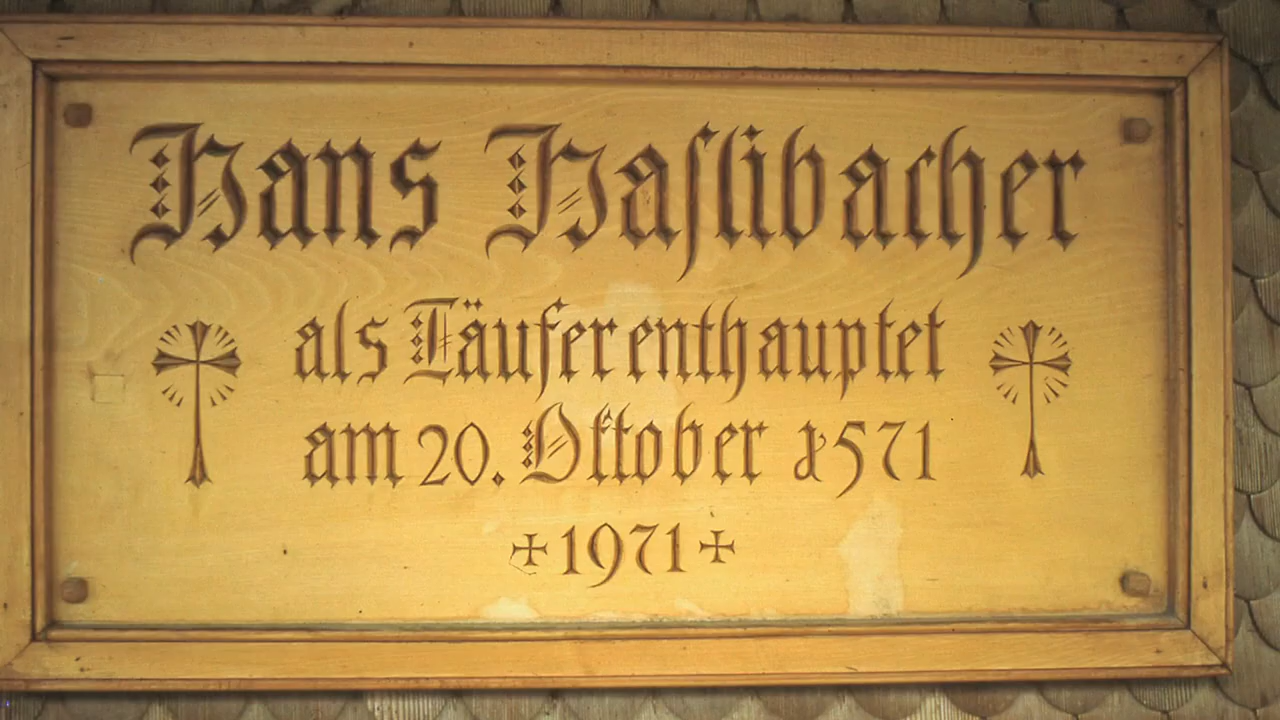 Hans Haſlibacher
als Täufer enthauptet
am 20. Oktober 1571
+ 1971 +